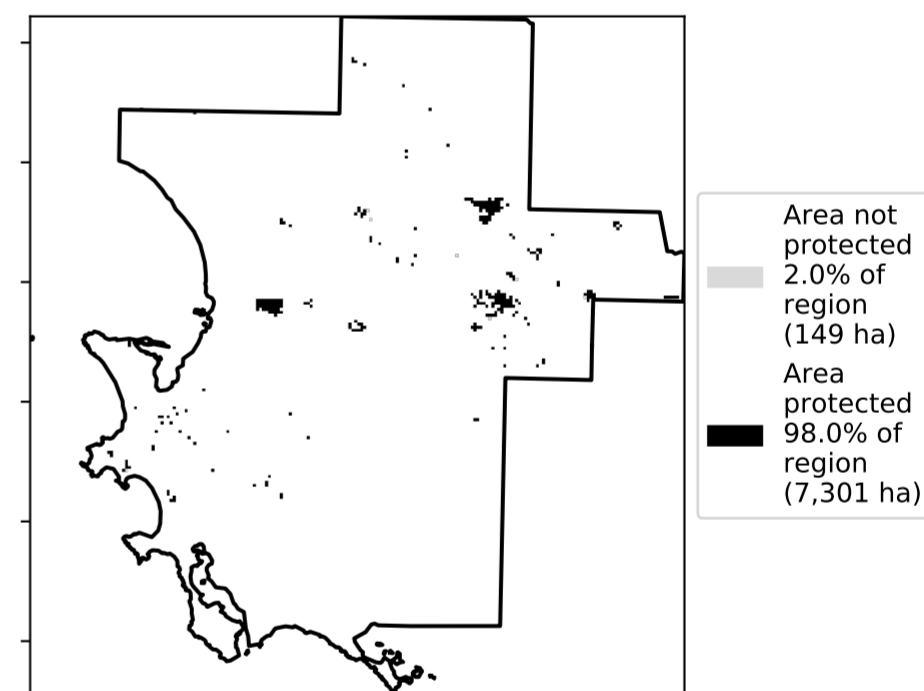 Area not
protected
2.0% of
region
(149 ha)
Area
protected
98.0% of
region
(7,301 ha)